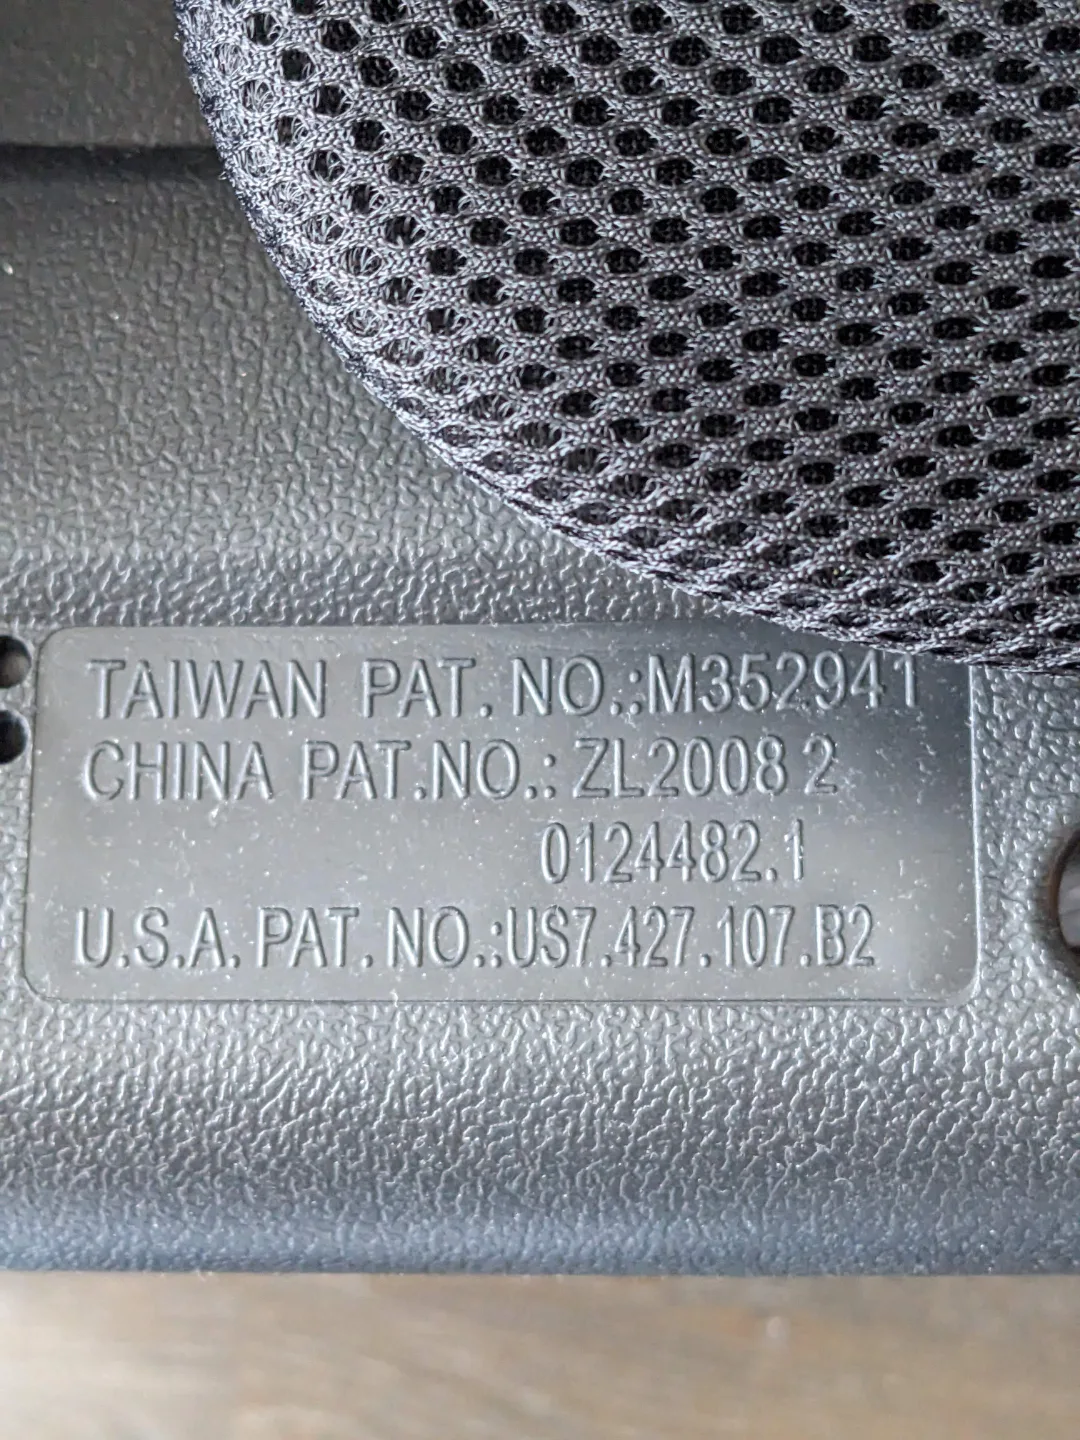 TAIWAN PAT. NO.:M352941
CHINA PAT.NO.: ZL2008 2
0124482.1
U.S.A. PAT. NO.:US7.427.107.B2